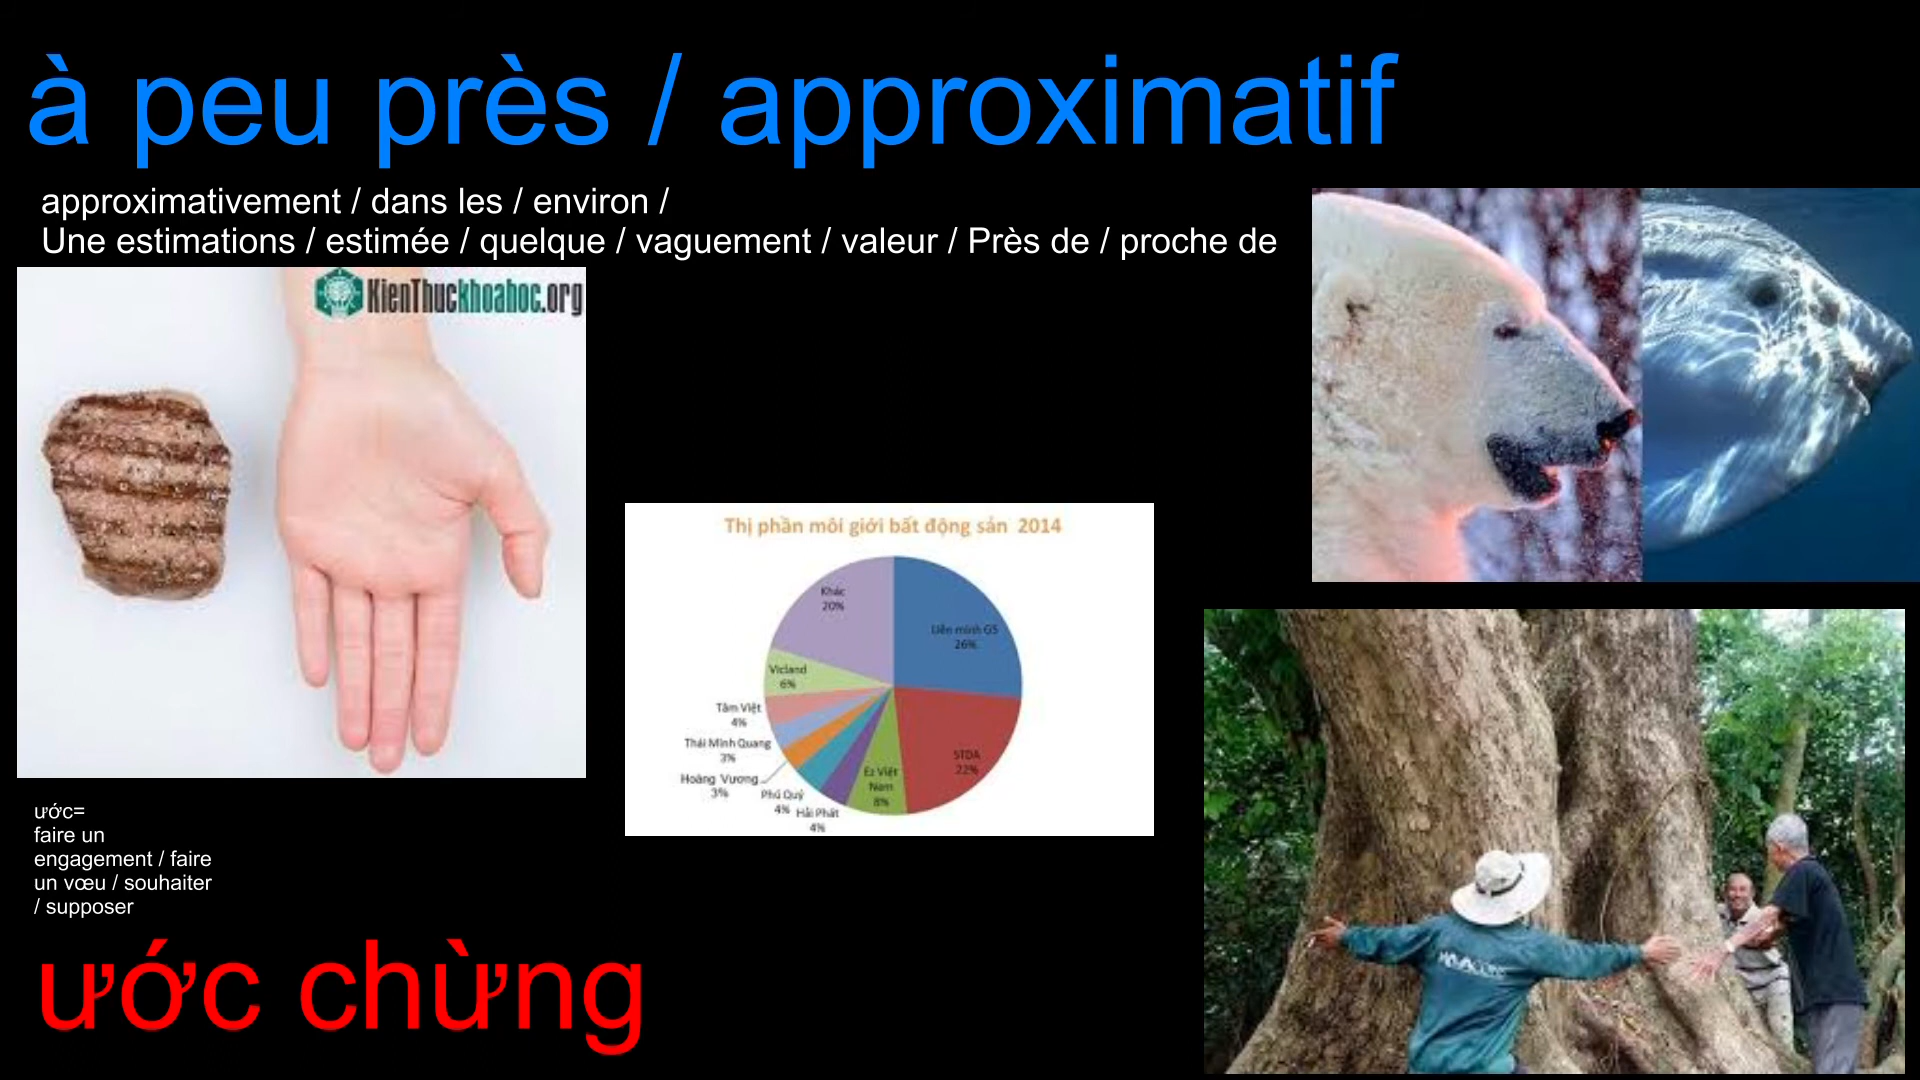 à peu près / approximatif
approximativement / dans les / environ /
Une estimations / estimée / quelque / vaguement / valeur / Près de / proche de
KienThuckhoahoc.org
Thị phần môi giới bất động sản 2014
Khác
20%
Liên minh G5
26%
Vicland
6%
Tâm Việt
4%
Thái Minh Quang
3%
STDA
22%
Hoàng Vương
3%
Ez Việt
Nam
8%
Phú Quý
4%
Hải Phát
4%
ước=
faire un
engagement / faire
un vœu / souhaiter
/ supposer
ước chừng